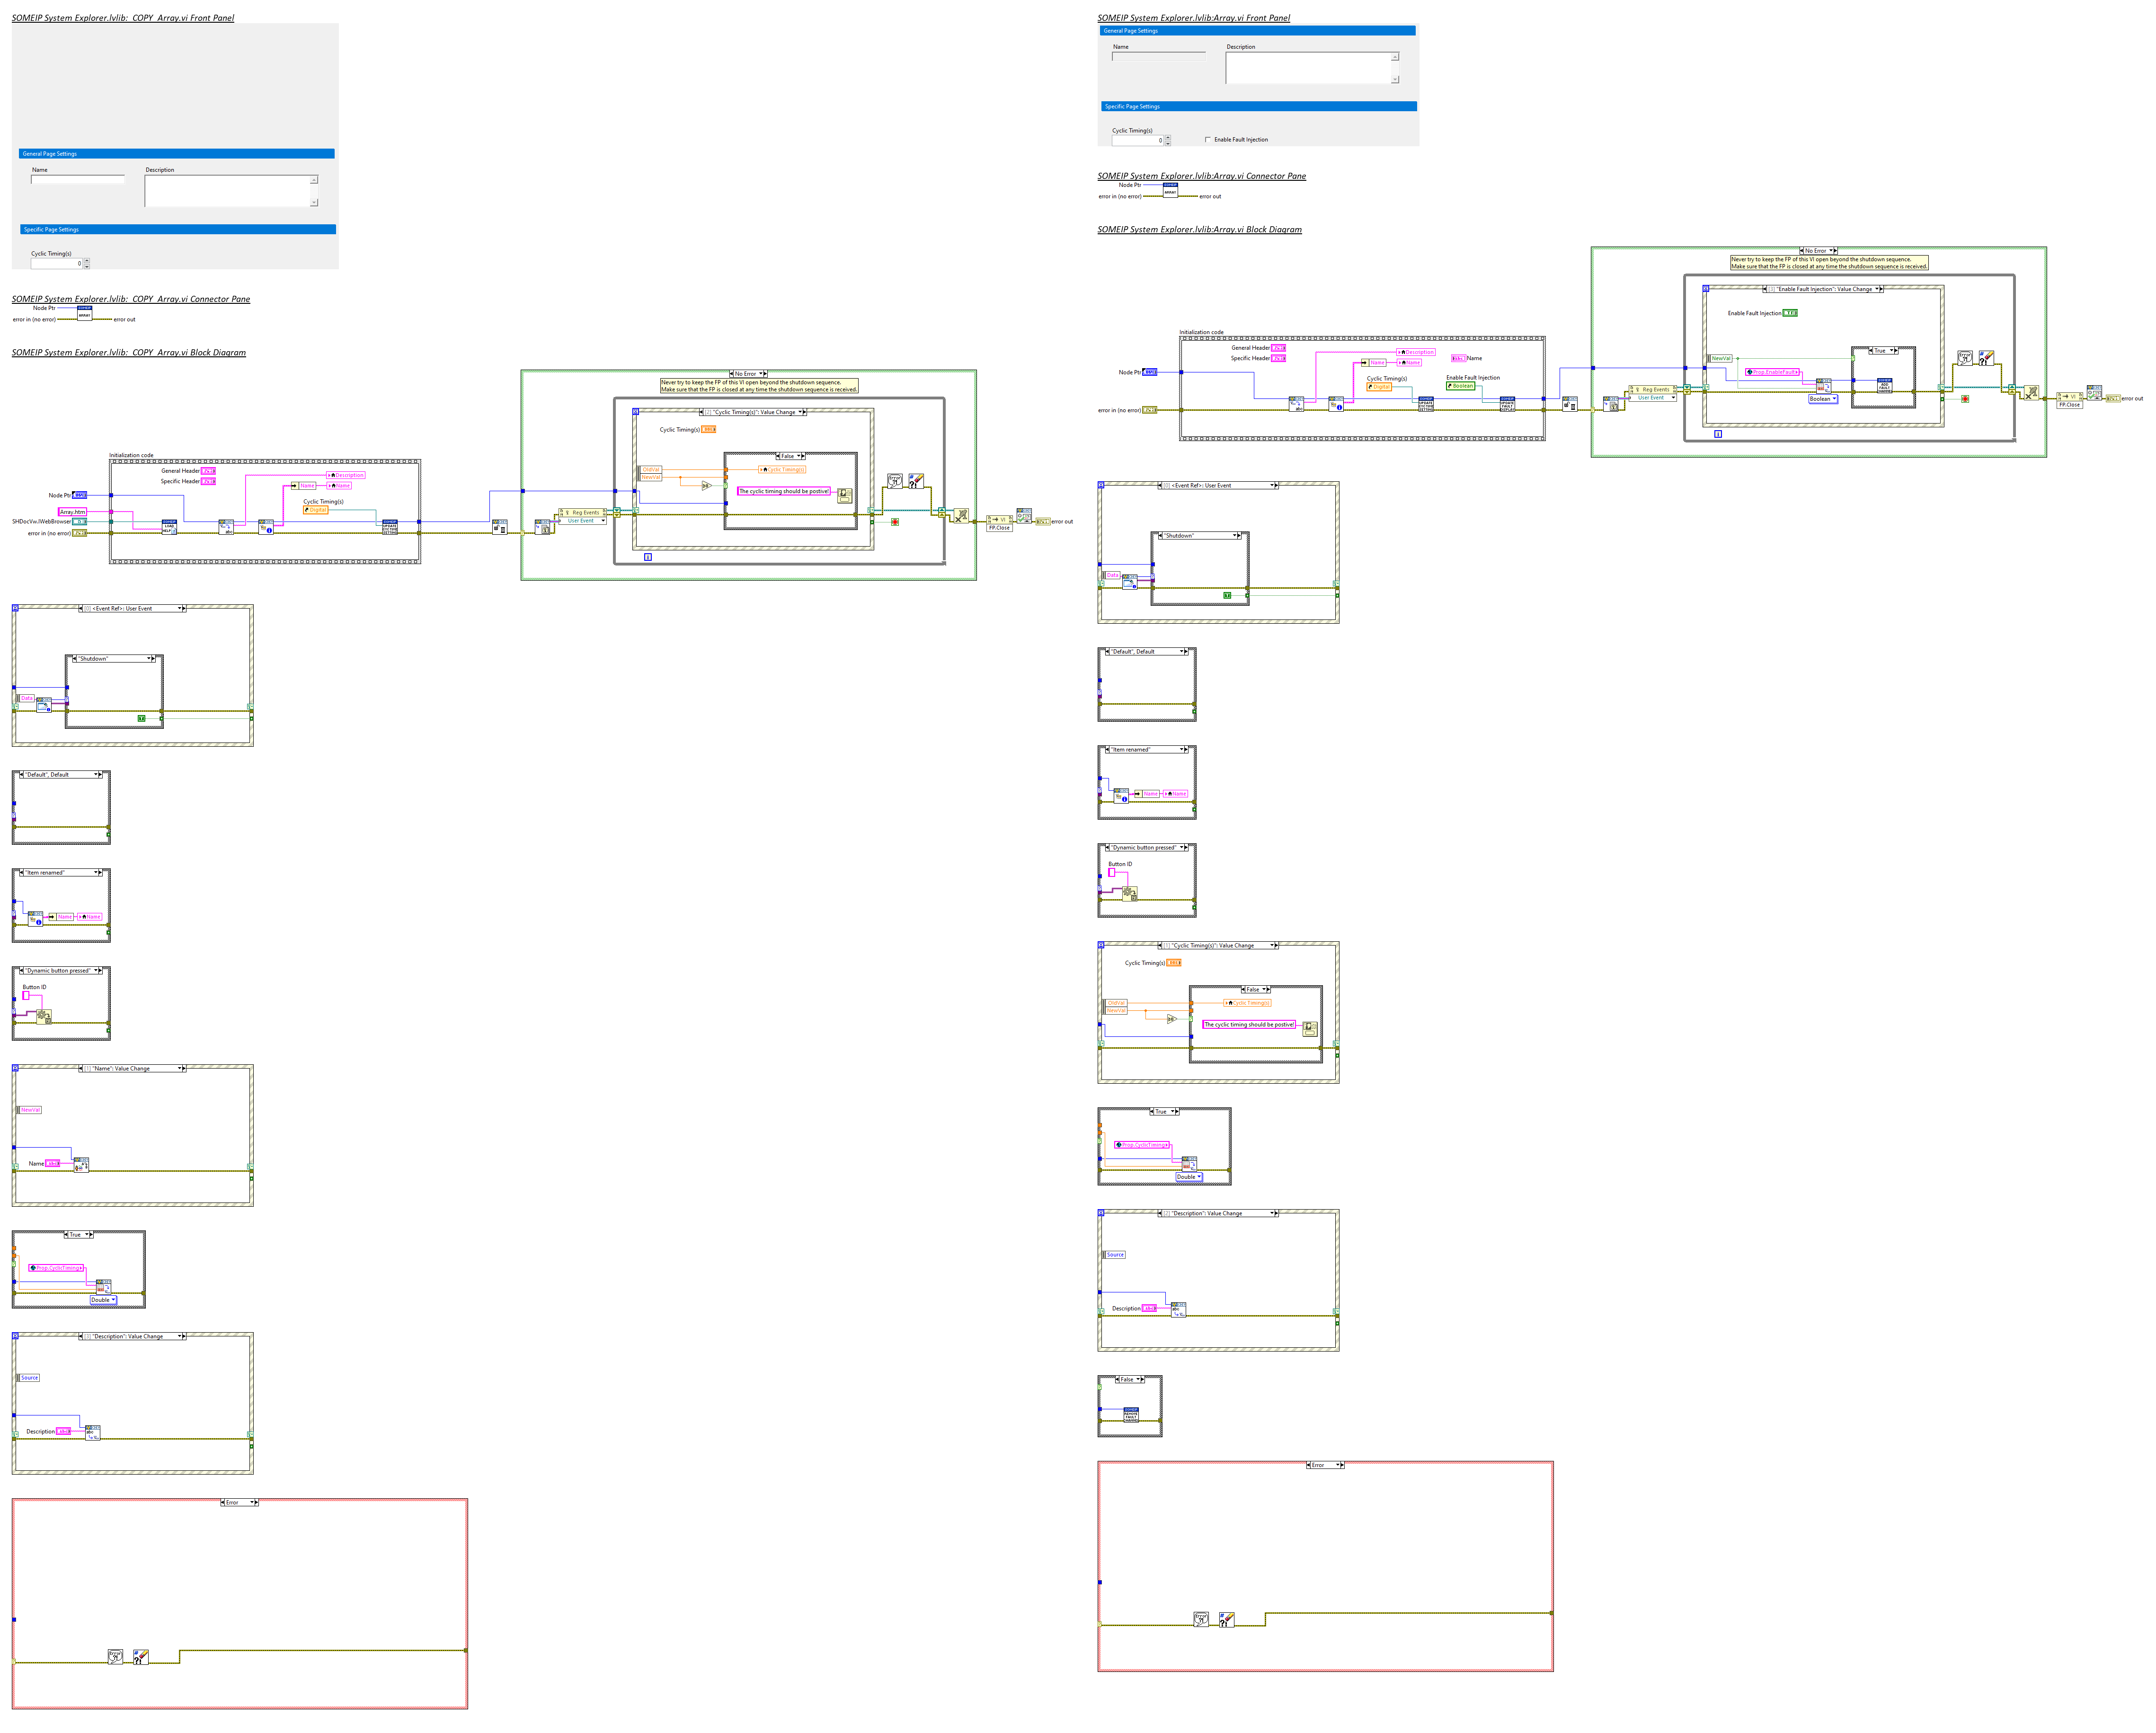 SOMEIP System Explorer.lvlib:_COPY_Array.vi Front Panel
General Page Settings
Name
Description
Specific Page Settings
Cyclic Timing(s)
0
SOMEIP System Explorer.lvlib:_COPY_Array.vi Connector Pane
Node Ptr
SOMEIP
ARRAY
error in (no error)
error out
SOMEIP System Explorer.lvlib:_COPY_Array.vi Block Diagram
No Error
Never try to keep the FP of this VI open beyond the shutdown sequence.
Make sure that the FP is closed at any time the shutdown sequence is received.
[2] "Cyclic Timing(s)": Value Change
Cyclic Timing(s)
Initialization code
General Header
Specific Header
Description
Name
Name
Cyclic Timing(s)
Digital
Node Ptr
Array.htm
SHDocVw.IWebBrowser
error in (no error)
OldVal
NewVal
False
Cyclic Timing(s)
The cyclic timing should be postive!
Reg Events
User Event
FP.Close
error out
[0] <Event Ref>: User Event
"Shutdown"
Data
"Default", Default
"Item renamed"
Name
Name
"Dynamic button pressed"
Button ID
[1] "Name": Value Change
NewVal
Name
True
Prop.CyclicTiming
Double
[3] "Description": Value Change
Source
Description
Error
SOMEIP System Explorer.lvlib:Array.vi Front Panel
General Page Settings
Name
Description
Specific Page Settings
Cyclic Timing(s)
0
Enable Fault Injection
SOMEIP System Explorer.lvlib:Array.vi Connector Pane
Node Ptr
SOMEIP
ARRAY
error in (no error)
error out
SOMEIP System Explorer.lvlib:Array.vi Block Diagram
No Error
Never try to keep the FP of this VI open beyond the shutdown sequence.
Make sure that the FP is closed at any time the shutdown sequence is received.
[3] "Enable Fault Injection": Value Change
Enable Fault Injection
Initialization code
General Header
Specific Header
Description
Name
Name
Name
Cyclic Timing(s)
Digital
Enable Fault Injection
Boolean
Node Ptr
error in (no error)
NewVal
True
Prop.EnableFault
Boolean
Reg Events
User Event
FP.Close
error out
[0] <Event Ref>: User Event
"Shutdown"
Data
"Default", Default
"Item renamed"
Name
Name
"Dynamic button pressed"
Button ID
[1] "Cyclic Timing(s)": Value Change
Cyclic Timing(s)
OldVal
NewVal
False
Cyclic Timing(s)
The cyclic timing should be postive!
True
Prop.CyclicTiming
Double
[2] "Description": Value Change
Source
Description
False
Error